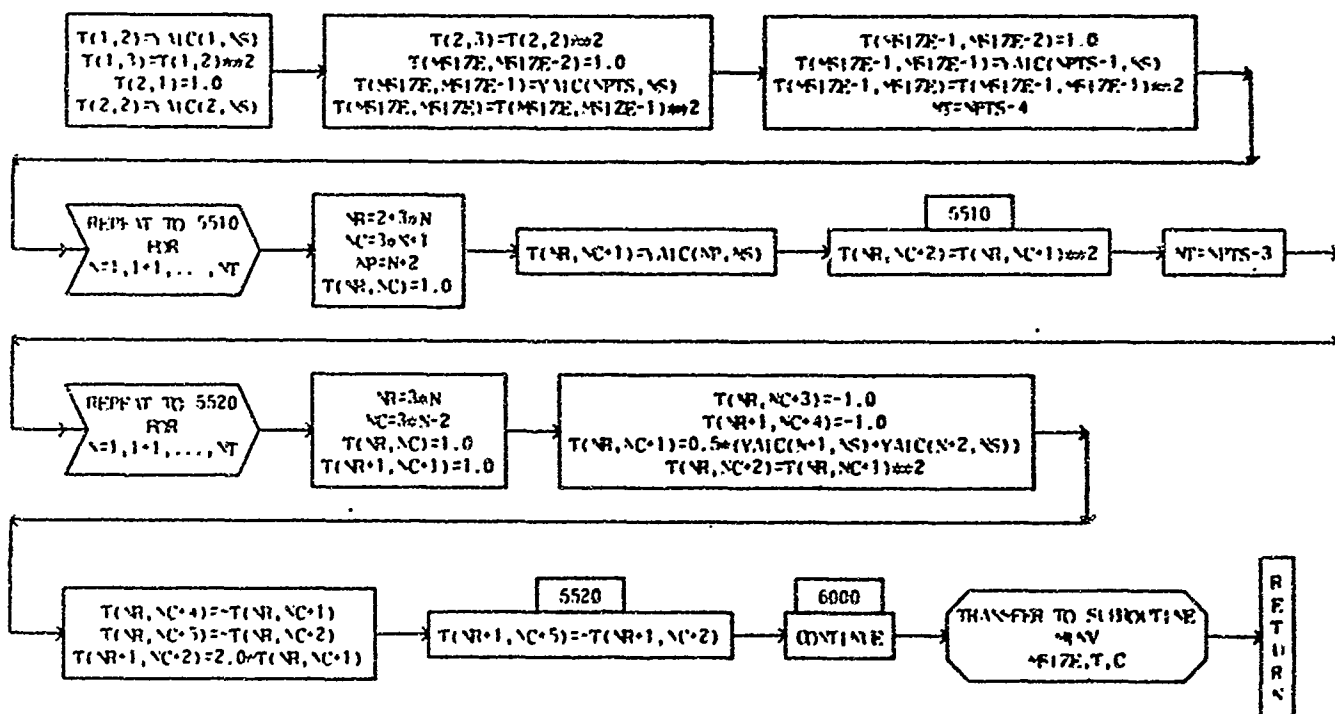 T(1,2)=YAIC(1,NS)
T(1,3)=T(1,2)**2
T(2,1)=1.0
T(2,2)=YAIC(2,NS)
T(2,3)=T(2,2)**2
T(MSIZE,MSIZE-2)=1.0
T(MSIZE,MSIZE-1)=YAIC(NPTS,NS)
T(MSIZE,MSIZE)=T(MSIZE,MSIZE-1)**2
T(MSIZE-1,MSIZE-2)=1.0
T(MSIZE-1,MSIZE-1)=YAIC(NPTS-1,NS)
T(MSIZE-1,MSIZE)=T(MSIZE-1,MSIZE-1)**2
NT=NPTS-4
REPEAT TO 5510
FOR
N=1,1+1,...,NT
NR=2+3*N
NC=3*N+1
NP=N+2
T(NR,NC)=1.0
T(NR,NC+1)=YAIC(NP,NS)
5510
T(NR,NC+2)=T(NR,NC+1)**2
NT=NPTS-3
REPEAT TO 5520
FOR
N=1,1+1,...,NT
NR=3*N
NC=3*N-2
T(NR,NC)=1.0
T(NR+1,NC+1)=1.0
T(NR,NC+3)=-1.0
T(NR+1,NC+4)=-1.0
T(NR,NC+1)=0.5*(YAIC(N+1,NS)+YAIC(N+2,NS))
T(NR,NC+2)=T(NR,NC+1)**2
T(NR,NC+4)=-T(NR,NC+1)
T(NR,NC+5)=-T(NR,NC+2)
T(NR+1,NC+2)=2.0*T(NR,NC+1)
5520
T(NR+1,NC+5)=-T(NR+1,NC+2)
6000
CONTINUE
TRANSFER TO SUBROUTINE
MINV
MSIZE,T,C
RETURN